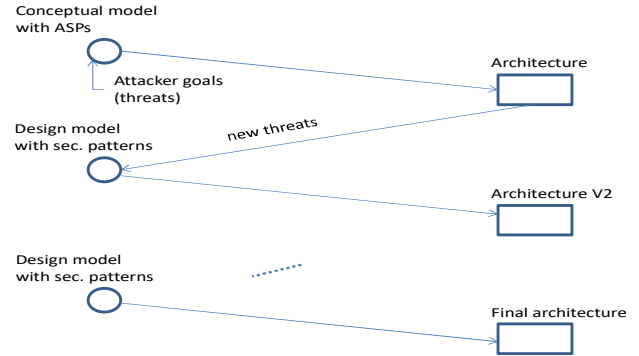 Conceptual model
with ASPs
Architecture
Attacker goals
(threats)
new threats
Design model
with sec. patterns
Architecture V2
Design model
with sec. patterns
Final architecture